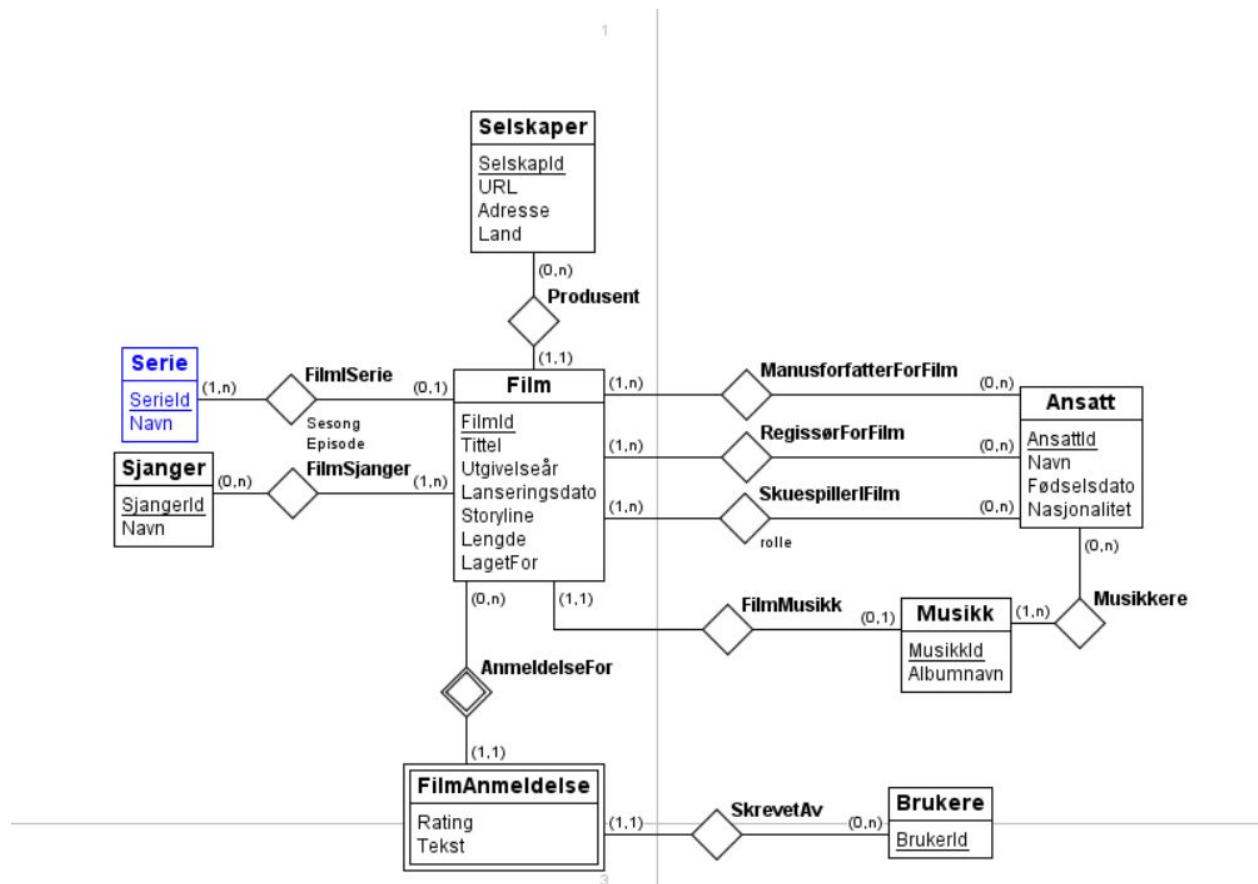 1
Selskaper
SelskapId
URL
Adresse
Land
(0,n)
Produsent
(1,1)
Serie
SerieId
Navn
(1,n)
FilmISerie
Sesong
Episode
(0,1)
Sjanger
SjangerId
Navn
(0,n)
FilmSjanger
(1,n)
Film
FilmId
Tittel
Utgivelseår
Lanseringsdato
Storyline
Lengde
LagetFor
(1,n)
ManusforfatterForFilm
(0,n)
(1,n)
RegissørForFilm
(0,n)
(1,n)
SkuespillerIFilm
rolle
(0,n)
Ansatt
AnsattId
Navn
Fødselsdato
Nasjonalitet
(0,n)
Musikkere
(1,n)
(0,n)
(1,1)
FilmMusikk
(0,1)
Musikk
MusikkId
Albumnavn
AnmeldelseFor
(1,1)
FilmAnmeldelse
Rating
Tekst
(1,1)
SkrevetAv
(0,n)
Brukere
BrukerId
3